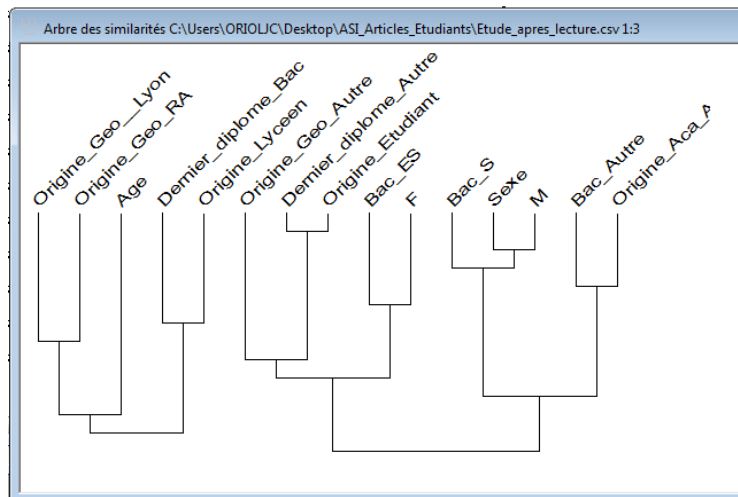 Arbre des similarités C:\Users\ORIOLJC\Desktop\ASI_Articles_Etudiants\Etude_apres_lecture.csv 1:3
Origine_Geo__Lyon
Origine_Geo_RA
Age
Dernier_diplome_Bac
Origine_Lyceen
Origine_Geo_Autre
Dernier_diplome_Autre
Origine_Etudiant
Bac_ES
F
Bac_S
Sexe
M
Bac_Autre
Origine_Aca_A